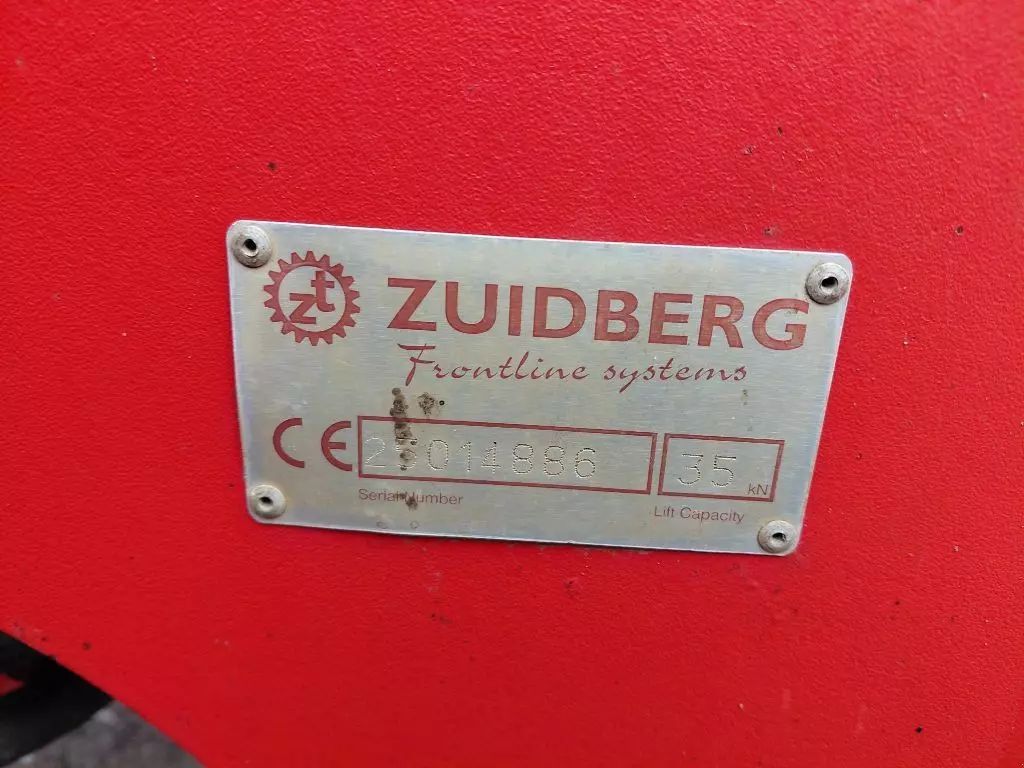 zt ZUIDBERG
Frontline systems
CE 25014886 35 kN
Serial Number Lift Capacity